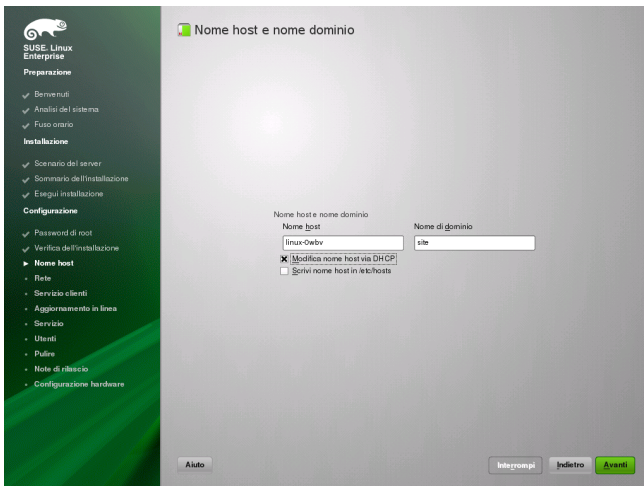 SUSE. Linux
Enterprise
Preparazione
Benvenuti
Analisi del sistema
Fuso orario
Installazione
Scenario del server
Sommario dell'installazione
Esegui installazione
Configurazione
Password di root
Verifica dell'installazione
Nome host
Rete
Servizio clienti
Aggiornamento in linea
Servizio
Utenti
Pulire
Note di rilascio
Configurazione hardware
Nome host e nome dominio
Nome host e nome dominio
Nome host
Nome di dominio
linux-0wbv
site
Modifica nome host via DHCP
Scrivi nome host in /etc/hosts
Aiuto
Interrompi
Indietro
Avanti